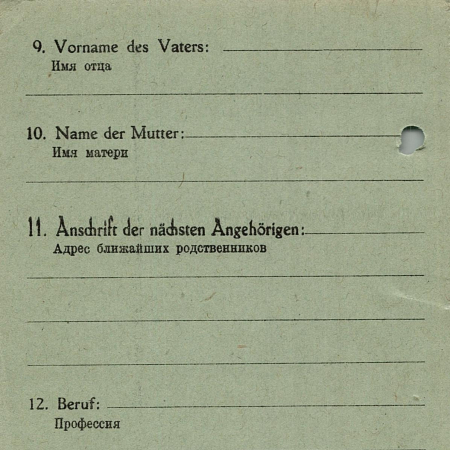 9. Vorname des Vaters:
Имя отца
10. Name der Mutter:
Имя матери
11. Anschrift der nächsten Angehörigen:
Адрес ближайших родственников
12. Beruf:
Профессия